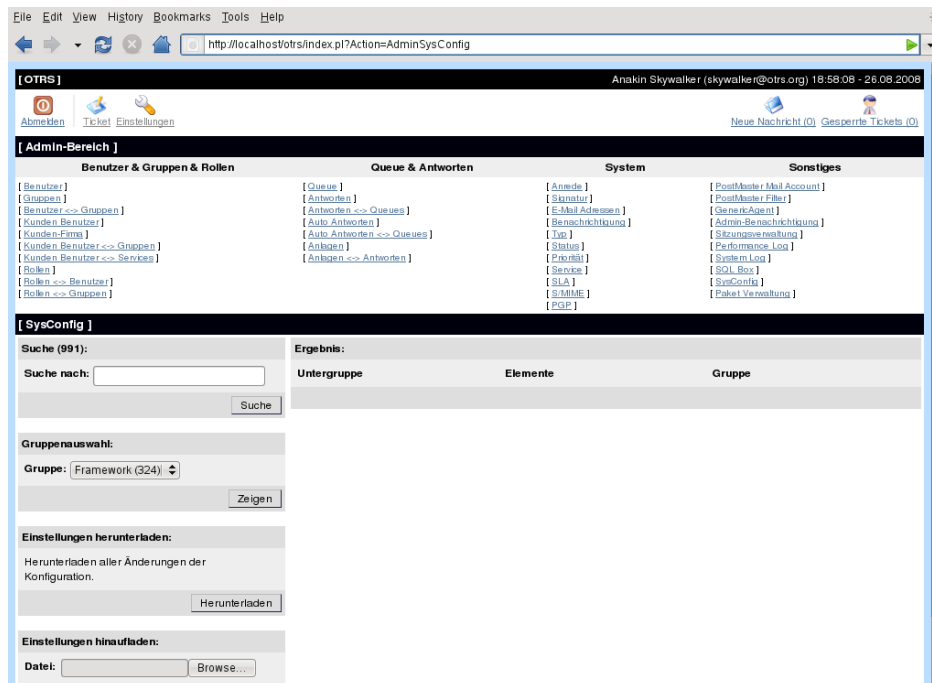 File Edit View History Bookmarks Tools Help
http://localhost/otrs/index.pl?Action=AdminSysConfig
[ OTRS ] Anakin Skywalker (skywalker@otrs.org) 18:58:08 - 26.08.2008
Abmelden Ticket Einstellungen Neue Nachricht (0) Gesperrte Tickets (0)
[ Admin-Bereich ]
Benutzer & Gruppen & Rollen Queue & Antworten System Sonstiges
[ Benutzer ] [ Queue ] [ Anrede ] [ PostMaster Mail Account ]
[ Gruppen ] [ Antworten ] [ Signatur ] [ PostMaster Filter ]
[ Benutzer <-> Gruppen ] [ Antworten <-> Queues ] [ E-Mail Adressen ] [ GenericAgent ]
[ Kunden Benutzer ] [ Auto Antworten ] [ Benachrichtigung ] [ Admin-Benachrichtigung ]
[ Kunden-Firma ] [ Auto Antworten <-> Queues ] [ Typ ] [ Sitzungsverwaltung ]
[ Kunden Benutzer <-> Gruppen ] [ Anlagen ] [ Status ] [ Performance Log ]
[ Kunden Benutzer <-> Services ] [ Anlagen <-> Antworten ] [ Priorität ] [ System Log ]
[ Rollen ] [ Service ] [ SQL Box ]
[ Rollen <-> Benutzer ] [ SLA ] [ SysConfig ]
[ Rollen <-> Gruppen ] [ S/MIME ] [ Paket Verwaltung ]
[ PGP ]
[ SysConfig ]
Suche (991): Ergebnis:
Suche nach: Untergruppe Elemente Gruppe
Suche
Gruppenauswahl:
Gruppe: Framework (324)
Zeigen
Einstellungen herunterladen:
Herunterladen aller Änderungen der
Konfiguration.
Herunterladen
Einstellungen hinaufladen:
Datei: Browse...